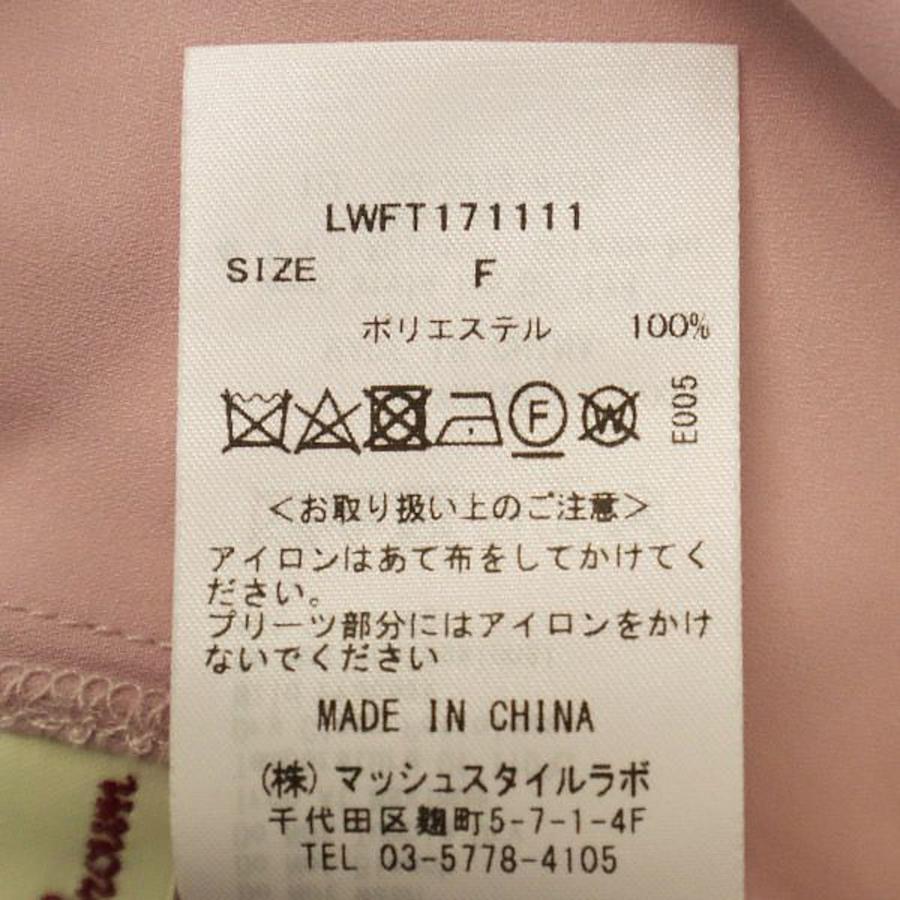 LWFT171111
SIZE F
ポリエステル 100%
F W E005
＜お取り扱い上のご注意＞
アイロンはあて布をしてかけてく
ださい。
プリーツ部分にはアイロンをかけ
ないでください
MADE IN CHINA
(株) マッシュスタイルラボ
千代田区麹町5-7-1-4F
TEL 03-5778-4105